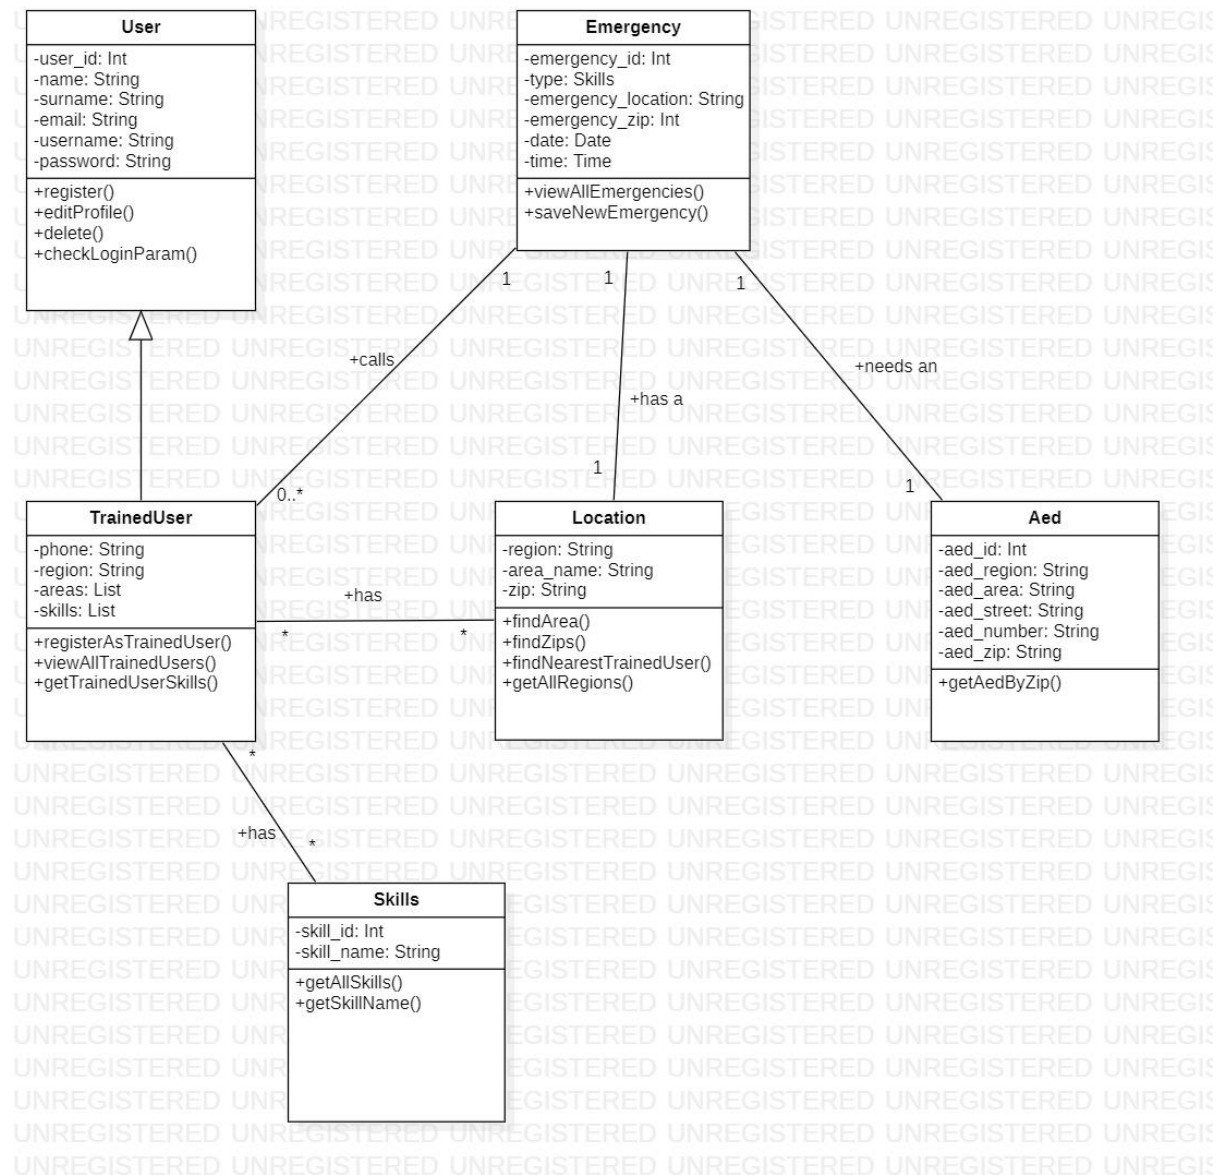 User
-user_id: Int
-name: String
-surname: String
-email: String
-username: String
-password: String
+register()
+editProfile()
+delete()
+checkLoginParam()
Emergency
-emergency_id: Int
-type: Skills
-emergency_location: String
-emergency_zip: Int
-date: Date
-time: Time
+viewAllEmergencies()
+saveNewEmergency()
1
1
1
+calls
+needs an
+has a
1
1
0..*
TrainedUser
-phone: String
-region: String
-areas: List
-skills: List
+registerAsTrainedUser()
+viewAllTrainedUsers()
+getTrainedUserSkills()
+has
*
*
Location
-region: String
-area_name: String
-zip: String
+findArea()
+findZips()
+findNearestTrainedUser()
+getAllRegions()
Aed
-aed_id: Int
-aed_region: String
-aed_area: String
-aed_street: String
-aed_number: String
-aed_zip: String
+getAedByZip()
*
+has
*
Skills
-skill_id: Int
-skill_name: String
+getAllSkills()
+getSkillName()
UNREGISTERED